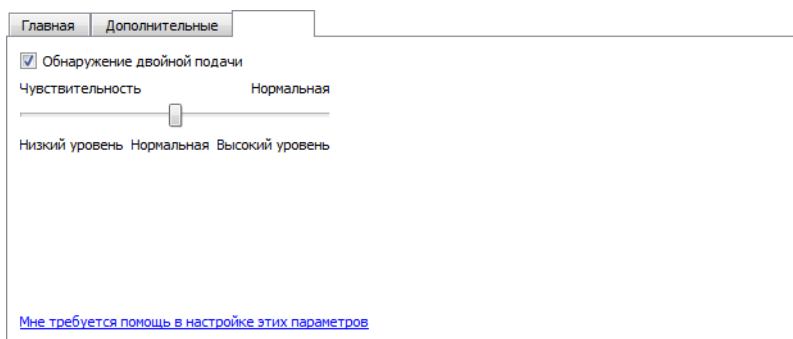 Главная Дополнительные
Обнаружение двойной подачи
Чувствительность Нормальная
Низкий уровень Нормальная Высокий уровень
Мне требуется помощь в настройке этих параметров